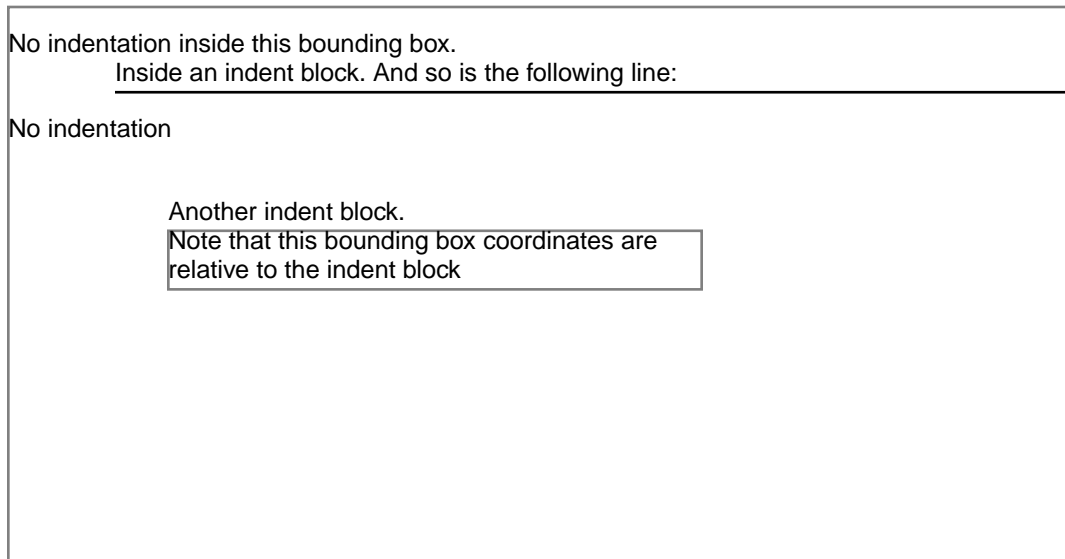 No indentation inside this bounding box.
Inside an indent block. And so is the following line:
No indentation
Another indent block.
Note that this bounding box coordinates are
relative to the indent block